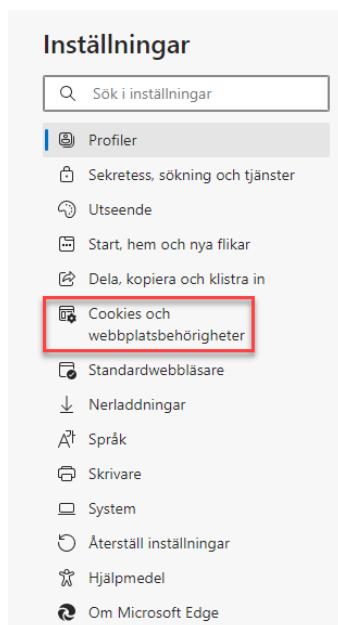 Inställningar
Sök i inställningar
Profiler
Sekretess, sökning och tjänster
Utseende
Start, hem och nya flikar
Dela, kopiera och klistra in
Cookies och
webbplatsbehörigheter
Standardwebbläsare
Nerladdningar
Språk
Skrivare
System
Återställ inställningar
Hjälpmedel
Om Microsoft Edge